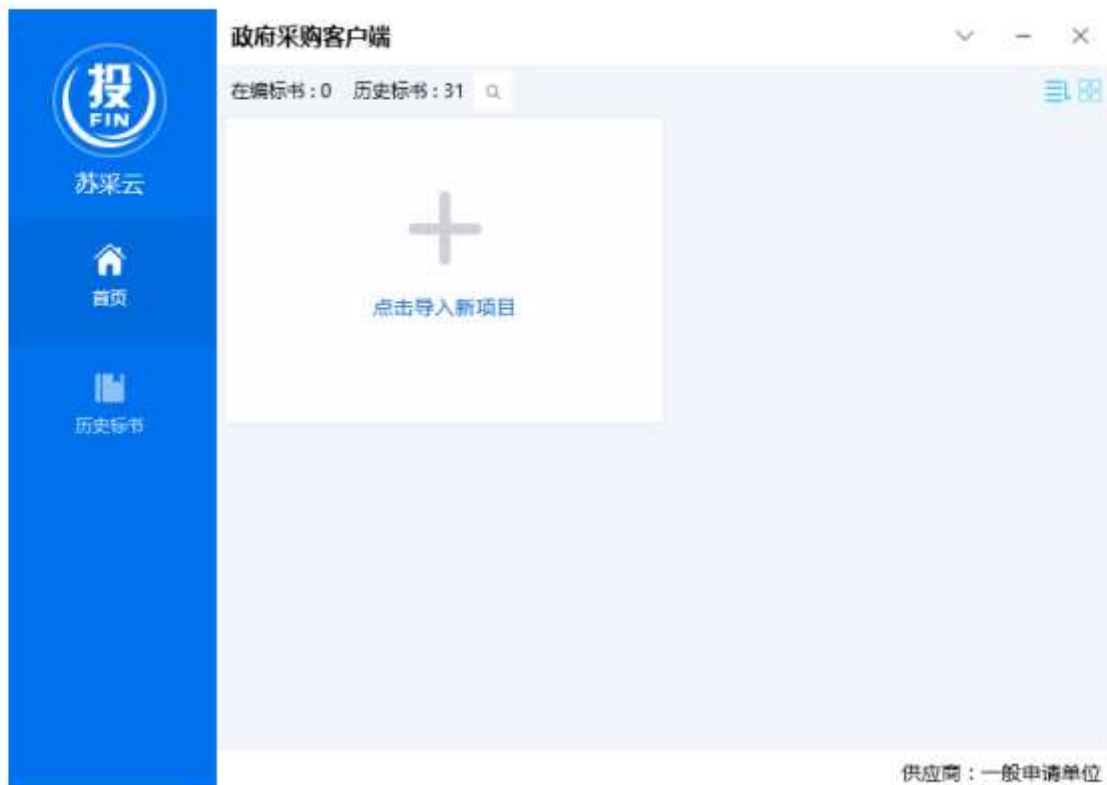 政府采购客户端
投
FIN
苏采云
在编标书：0 历史标书：31
首页
点击导入新项目
历史标书
供应商：一般申请单位